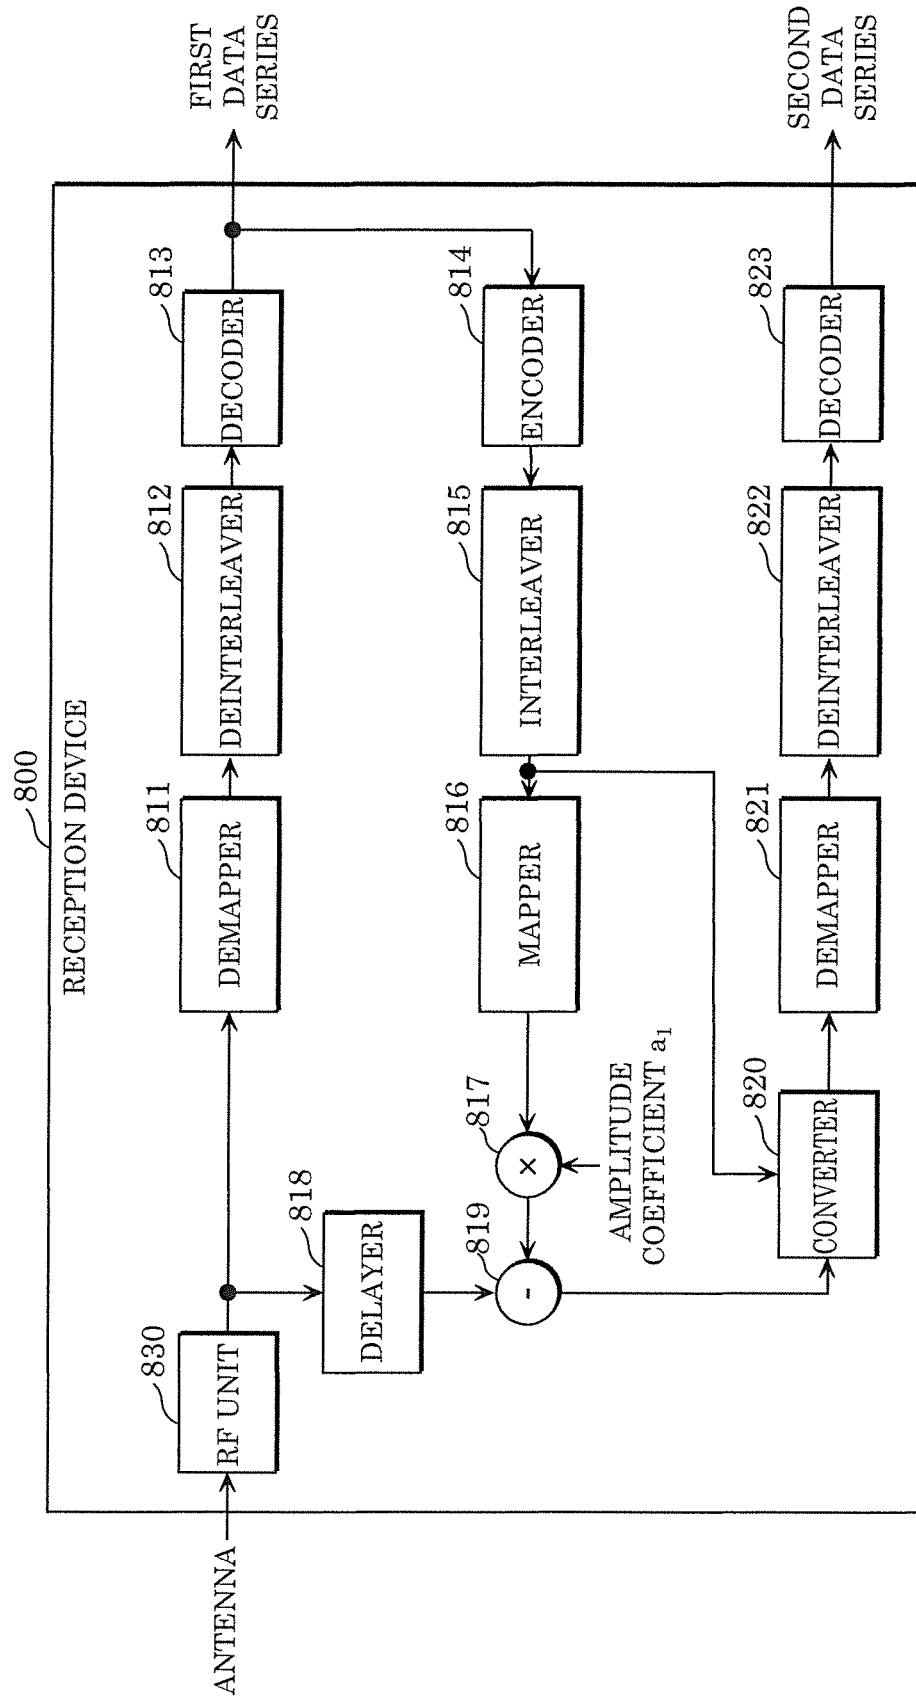 800
RECEPTION DEVICE
ANTENNA
830
RF UNIT
811
DEMAPPER
812
DEINTERLEAVER
813
DECODER
FIRST
DATA
SERIES
818
DELAYER
819
-
817
×
AMPLITUDE
COEFFICIENT a₁
816
MAPPER
815
INTERLEAVER
814
ENCODER
820
CONVERTER
821
DEMAPPER
822
DEINTERLEAVER
823
DECODER
SECOND
DATA
SERIES